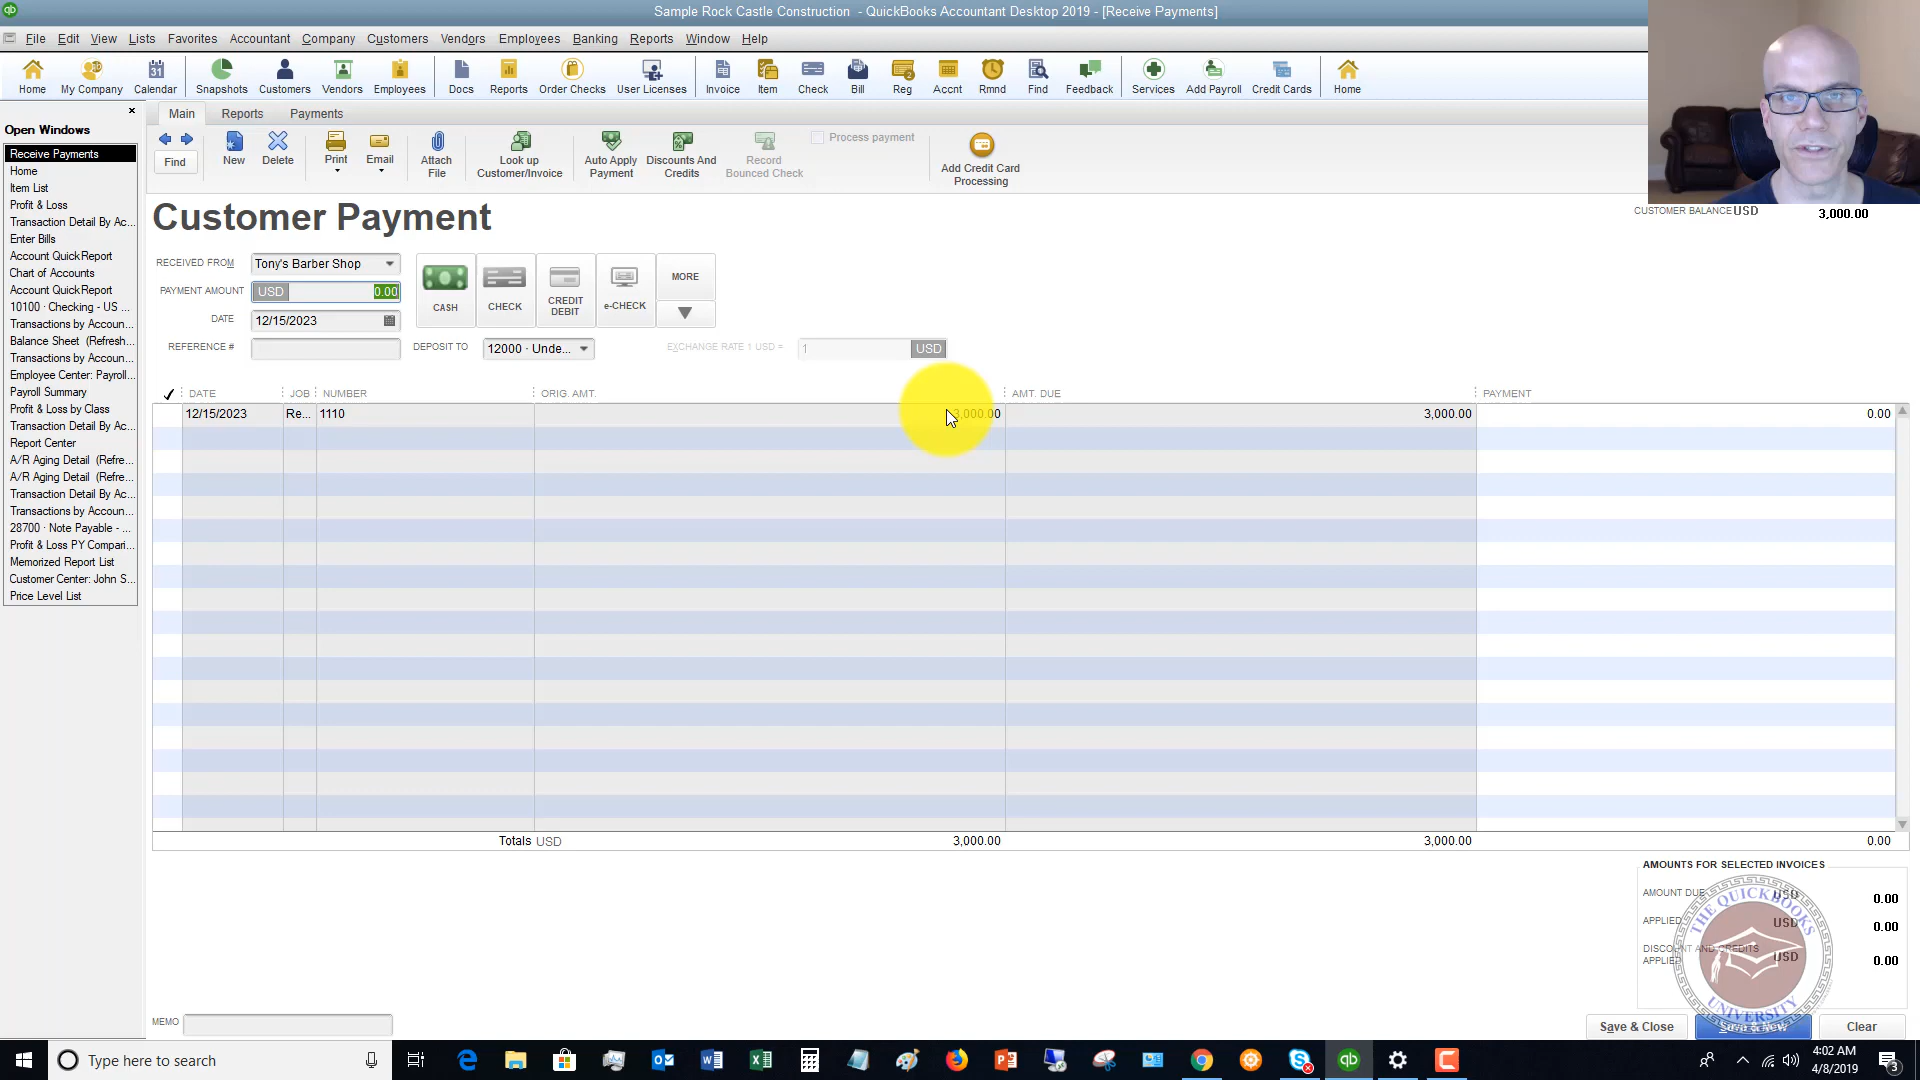 Sample Rock Castle Construction - QuickBooks Accountant Desktop 2019 - [Receive Payments]
File Edit View Lists Favorites Accountant Company Customers Vendors Employees Banking Reports Window Help
Home My Company Calendar Snapshots Customers Vendors Employees Docs Reports Order Checks User Licenses Invoice Item Check Bill Reg Accnt Rmnd Find Feedback Services Add Payroll Credit Cards Home
31
Open Windows
Receive Payments
Home
Item List
Profit & Loss
Transaction Detail By Ac...
Enter Bills
Account QuickReport
Chart of Accounts
Account QuickReport
10100 · Checking - US ...
Transactions by Accoun...
Balance Sheet (Refresh...
Transactions by Accoun...
Employee Center: Payroll...
Payroll Summary
Profit & Loss by Class
Transaction Detail By Ac...
Report Center
A/R Aging Detail (Refre...
A/R Aging Detail (Refre...
Transaction Detail By Ac...
Transactions by Accoun...
28700 · Note Payable - ...
Profit & Loss PY Compari...
Memorized Report List
Customer Center: John S...
Price Level List
Main Reports Payments
Find New Delete Print Email Attach File Look up Customer/Invoice Auto Apply Payment Discounts And Credits Record Bounced Check Process payment Add Credit Card Processing
Customer Payment
CUSTOMER BALANCE USD 3,000.00
RECEIVED FROM Tony's Barber Shop
PAYMENT AMOUNT USD 0.00
DATE 12/15/2023
REFERENCE #
CASH CHECK CREDIT DEBIT e-CHECK MORE
DEPOSIT TO 12000 · Unde...
EXCHANGE RATE 1 USD = 1 USD
✓ DATE JOB NUMBER ORIG. AMT. AMT. DUE PAYMENT
12/15/2023 Re... 1110 3,000.00 3,000.00 0.00
Totals USD 3,000.00 3,000.00 0.00
AMOUNTS FOR SELECTED INVOICES
AMOUNT DUE USD 0.00
APPLIED USD 0.00
DISCOUNT AND CREDITS APPLIED USD 0.00
THE QUICKBOOKS UNIVERSITY
MEMO
Save & Close Save & New Clear
Type here to search
4:02 AM
4/8/2019
3